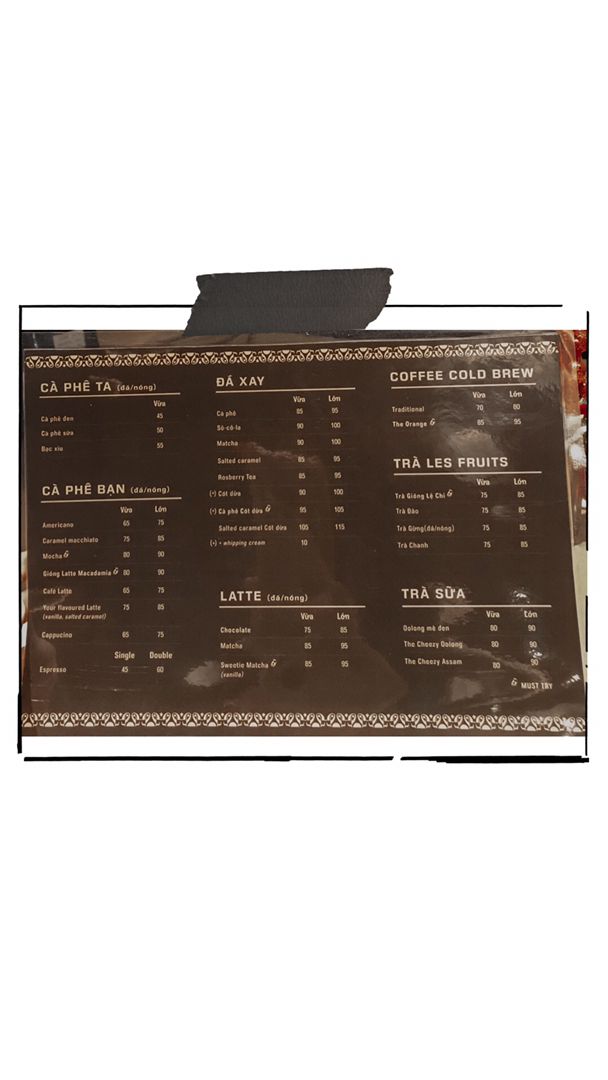 CÀ PHÊ TA (đá/nóng)
Vừa
Cà phê đen 45
Cà phê sữa 50
Bạc xỉu 55
CÀ PHÊ BẠN (đá/nóng)
Vừa Lớn
Americano 65 75
Caramel macchiato 75 85
Mocha 80 90
Gióng Latte Macadamia 80 90
Café Latte 65 75
Your flavoured Latte 75 85
(vanilla, salted caramel)
Cappucino 65 75
Single Double
Espresso 45 60
ĐÁ XAY
Vừa Lớn
Cà phê 85 95
Sô-cô-la 90 100
Matcha 90 100
Salted caramel 85 95
Rosberry Tea 85 95
(+) Cốt dừa 90 100
(+) Cà phê Cốt dừa 95 105
Salted caramel Cốt dừa 105 115
(+) + whipping cream 10
LATTE (đá/nóng)
Vừa Lớn
Chocolate 75 85
Matcha 85 95
Sweetie Matcha 85 95
(vanilla)
COFFEE COLD BREW
Vừa Lớn
Traditional 70 80
The Orange 85 95
TRÀ LES FRUITS
Vừa Lớn
Trà Gióng Lệ Chi 75 85
Trà Đào 75 85
Trà Gừng(đá/nóng) 75 85
Trà Chanh 75 85
TRÀ SỮA
Vừa Lớn
Oolong mè đen 80 90
The Cheezy Oolong 80 90
The Cheezy Assam 80 90
MUST TRY